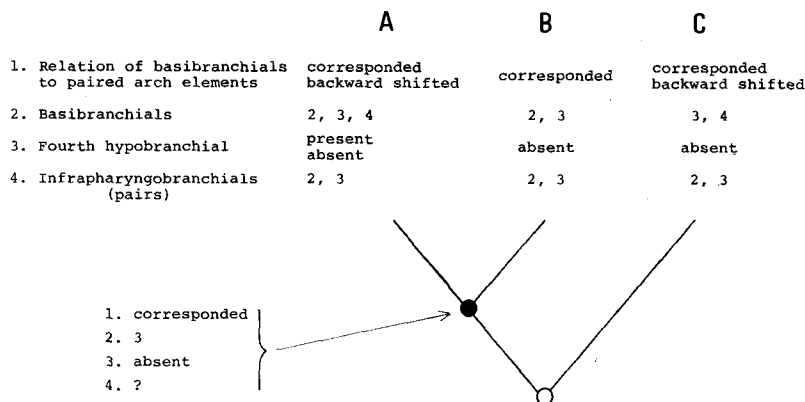 A B C
1. Relation of basibranchials to paired arch elements corresponded backward shifted corresponded corresponded backward shifted
2. Basibranchials 2, 3, 4 2, 3 3, 4
3. Fourth hypobranchial present absent absent absent
4. Infrapharyngobranchials (pairs) 2, 3 2, 3 2, 3
1. corresponded
2. 3
3. absent
4. ?